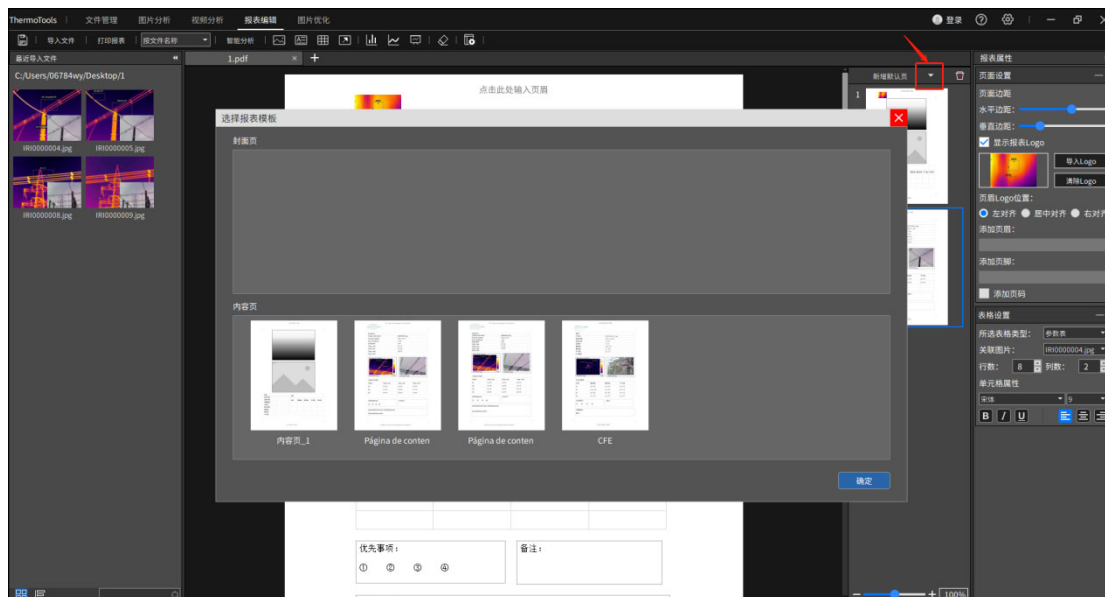 ThermoTools 文件管理 图片分析 视频分析 报表编辑 图片优化 登录
导入文件 打印报表 按文件名称 智能分析
最近导入文件 1.pdf × + 报表属性
C:/Users/06784wy/Desktop/1
IRI0000004.jpg IRI0000005.jpg
IRI0000008.jpg IRI0000009.jpg
点击此处输入页眉
新增默认页
1
选择报表模板
封面页
内容页
内容页_1 Página de conten Página de conten CFE
确定
优先事项: 备注:
① ② ③ ④
100%
页面设置
页面边距
水平边距:
垂直边距:
显示报表Logo
导入Logo
清除Logo
页眉Logo位置:
左对齐 居中对齐 右对齐
添加页眉:
添加页脚:
添加页码
表格设置
所选表格类型: 参数表
关联图片: IRI0000004.jpg
行数: 8 列数: 2
单元格属性
宋体 9
B I U